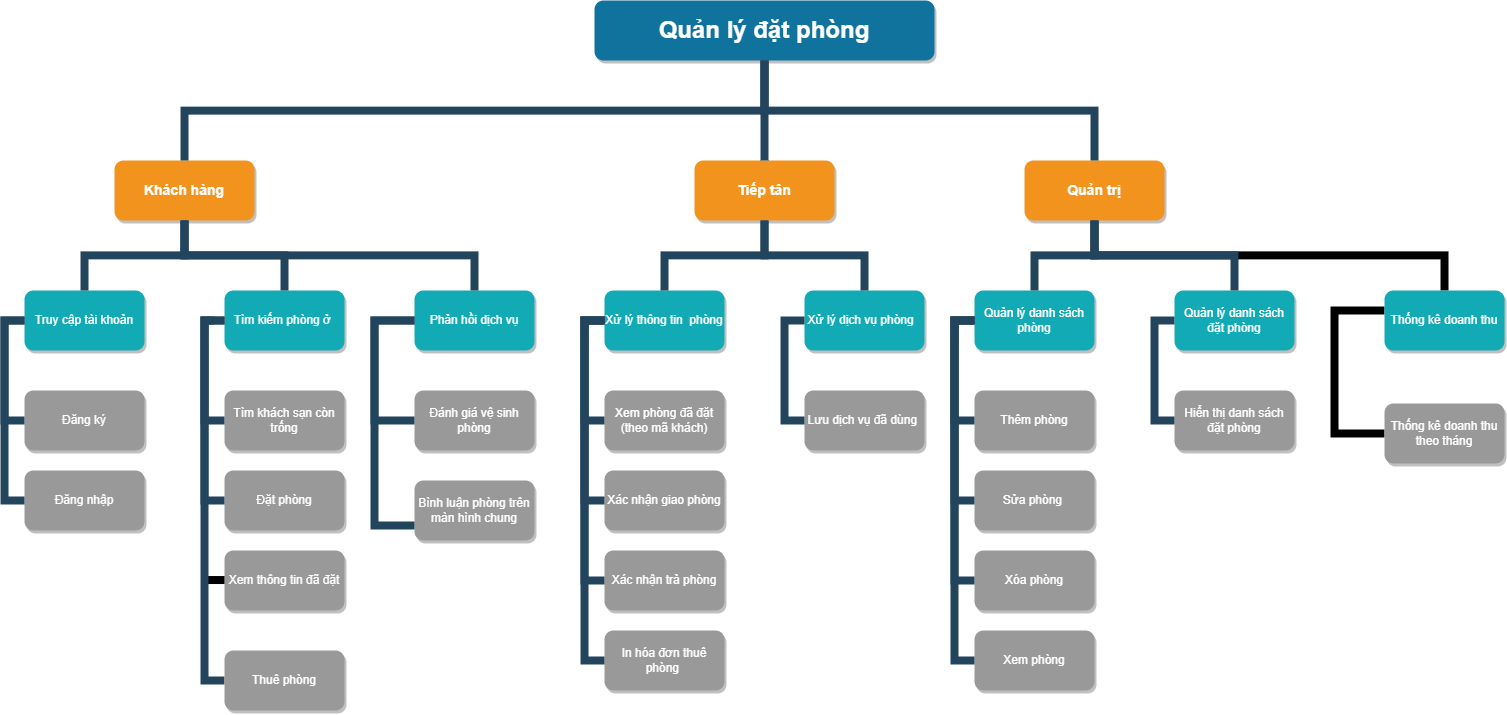 Quản lý đặt phòng
Khách hàng
Tiếp tân
Quản trị
Truy cập tài khoản
Tìm kiếm phòng ở
Phản hồi dịch vụ
Xử lý thông tin  phòng
Xử lý dịch vụ phòng
Quản lý danh sách
phòng
Quản lý danh sách
đặt phòng
Thống kê doanh thu
Đăng ký
Tìm khách sạn còn
trống
Đánh giá vệ sinh
phòng
Xem phòng đã đặt
(theo mã khách)
Lưu dịch vụ đã dùng
Thêm phòng
Hiển thị danh sách
đặt phòng
Thống kê doanh thu
theo tháng
Đăng nhập
Đặt phòng
Bình luận phòng trên
màn hình chung
Xác nhận giao phòng
Sửa phòng
Xem thông tin đã đặt
Xác nhận trả phòng
Xóa phòng
Thuê phòng
In hóa đơn thuê
phòng
Xem phòng